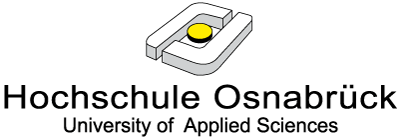 Hochschule Osnabrück
University of Applied Sciences